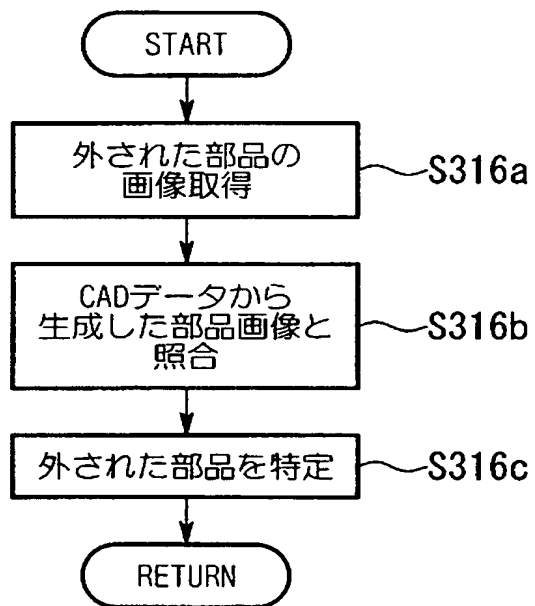 START
外された部品の
画像取得
S316a
CADデータから
生成した部品画像と
照合
S316b
外された部品を特定
S316c
RETURN